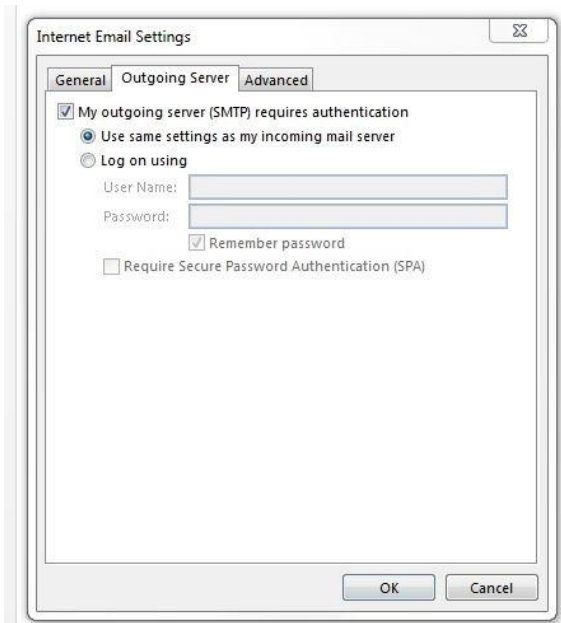 Internet Email Settings
General Outgoing Server Advanced
My outgoing server (SMTP) requires authentication
Use same settings as my incoming mail server
Log on using
User Name:
Password:
Remember password
Require Secure Password Authentication (SPA)
OK Cancel